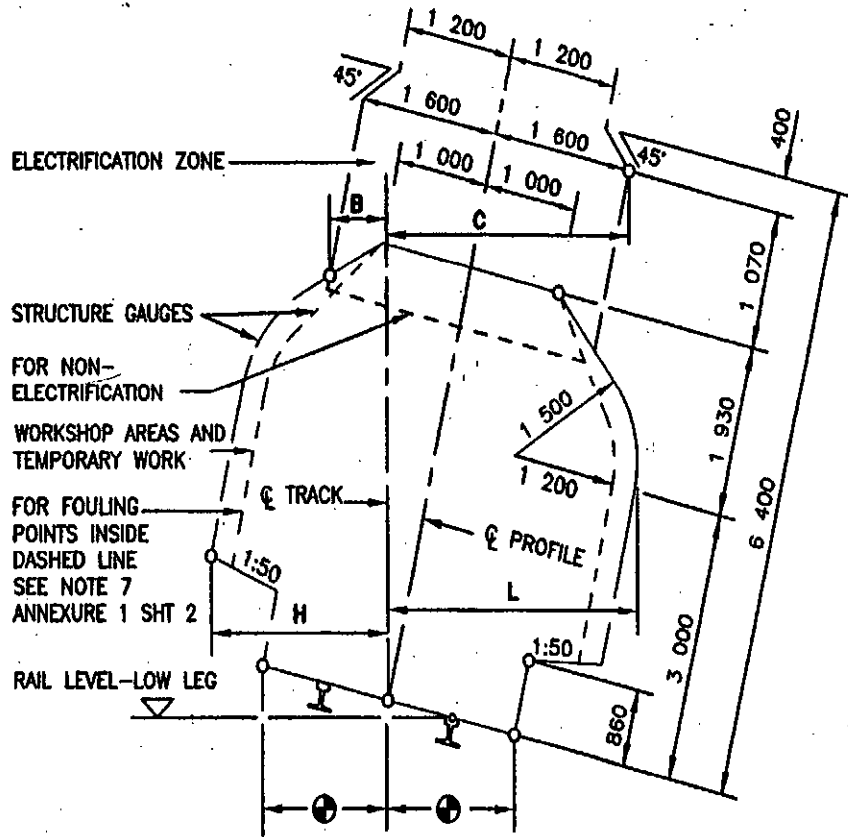 1 200
1 200
45°
1 600
1 600
45°
400
ELECTRIFICATION ZONE
1 000
1 000
B
C
1 070
STRUCTURE GAUGES
FOR NON-
ELECTRIFICATION
1 500
1 930
WORKSHOP AREAS AND
TEMPORARY WORK
1 200
6 400
℄ TRACK
FOR FOULING
POINTS INSIDE
DASHED LINE
SEE NOTE 7
ANNEXURE 1 SHT 2
1:50
℄ PROFILE
H
L
3 000
1:50
RAIL LEVEL-LOW LEG
860